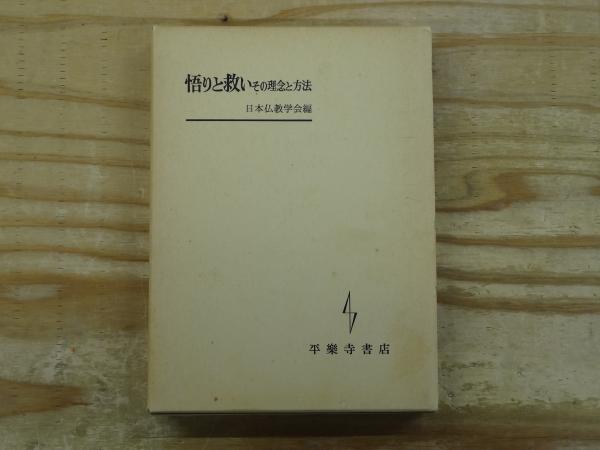 悟りと救いその理念と方法
日本仏教学会編
平樂寺書店